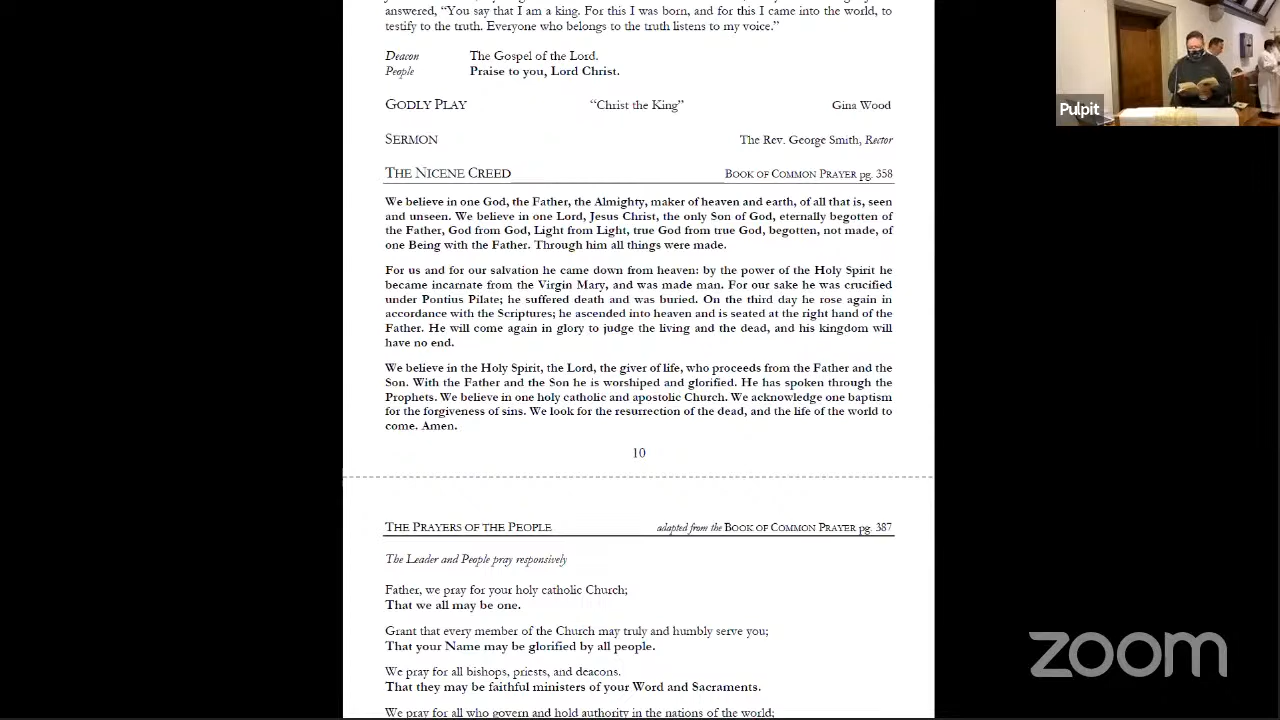 answered, “You say that I am a king. For this I was born, and for this I came into the world, to
testify to the truth. Everyone who belongs to the truth listens to my voice.”
Deacon The Gospel of the Lord.
People Praise to you, Lord Christ.
GODLY PLAY “Christ the King” Gina Wood
SERMON The Rev. George Smith, Rector
THE NICENE CREED BOOK OF COMMON PRAYER pg. 358
We believe in one God, the Father, the Almighty, maker of heaven and earth, of all that is, seen
and unseen. We believe in one Lord, Jesus Christ, the only Son of God, eternally begotten of
the Father, God from God, Light from Light, true God from true God, begotten, not made, of
one Being with the Father. Through him all things were made.
For us and for our salvation he came down from heaven: by the power of the Holy Spirit he
became incarnate from the Virgin Mary, and was made man. For our sake he was crucified
under Pontius Pilate; he suffered death and was buried. On the third day he rose again in
accordance with the Scriptures; he ascended into heaven and is seated at the right hand of the
Father. He will come again in glory to judge the living and the dead, and his kingdom will
have no end.
We believe in the Holy Spirit, the Lord, the giver of life, who proceeds from the Father and the
Son. With the Father and the Son he is worshiped and glorified. He has spoken through the
Prophets. We believe in one holy catholic and apostolic Church. We acknowledge one baptism
for the forgiveness of sins. We look for the resurrection of the dead, and the life of the world to
come. Amen.
10
THE PRAYERS OF THE PEOPLE adapted from the BOOK OF COMMON PRAYER pg. 387
The Leader and People pray responsively
Father, we pray for your holy catholic Church;
That we all may be one.
Grant that every member of the Church may truly and humbly serve you;
That your Name may be glorified by all people.
We pray for all bishops, priests, and deacons.
That they may be faithful ministers of your Word and Sacraments.
We pray for all who govern and hold authority in the nations of the world;
Pulpit
zoom